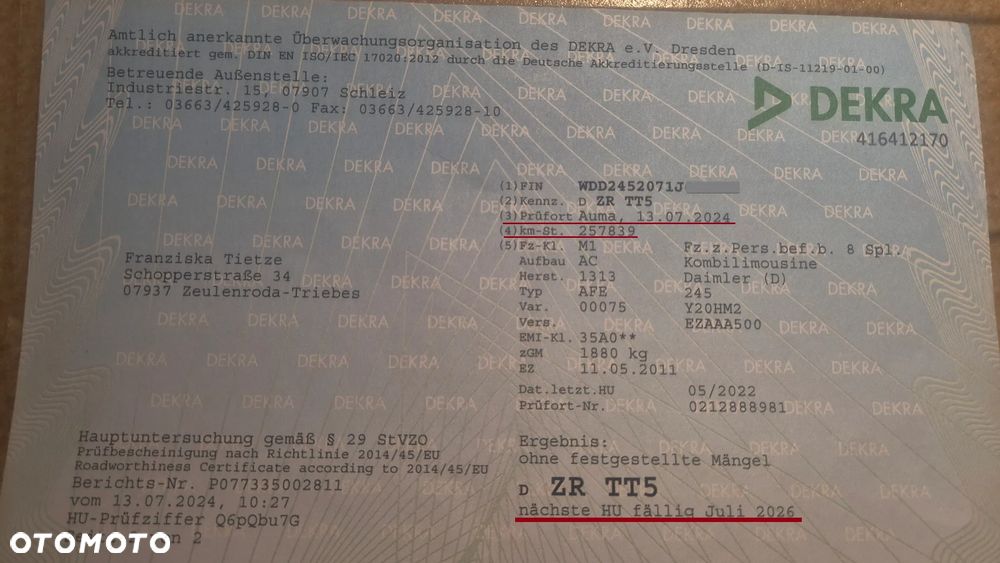 Amtlich anerkannte Überwachungsorganisation des DEKRA e.V. Dresden
akkreditiert gem. DIN EN ISO/IEC 17020:2012 durch die Deutsche Akkreditierungsstelle (D-IS-11219-01-00)
Betreuende Außenstelle:
Industriestr. 15, 07907 Schleiz
Tel.: 03663/425928-0 Fax: 03663/425928-10
DEKRA
416412170
(1) FIN WDD2452071J
(2) Kennz. D ZR TT5
(3) Prüfort Auma, 13.07.2024
(4) km-St. 257839
(5) Fz-Kl. M1 Fz.z.Pers.bef.b. 8 Spl.
Aufbau AC Kombilimousine
Herst. 1313 Daimler (D)
Typ AFE 245
Var. 00075 Y20HM2
Vers. EZAAA500
EMI-Kl. 35A0**
zGM 1880 kg
EZ 11.05.2011
Dat.letzt.HU 05/2022
Prüfort-Nr. 0212888981
Franziska Tietze
Schopperstraße 34
07937 Zeulenroda-Triebes
Hauptuntersuchung gemäß § 29 StVZO
Prüfbescheinigung nach Richtlinie 2014/45/EU
Roadworthiness Certificate according to 2014/45/EU
Berichts-Nr. P077335002811
vom 13.07.2024, 10:27
HU-Prüfziffer Q6pQbu7G
2
Ergebnis:
ohne festgestellte Mängel
D ZR TT5
nächste HU fällig Juli 2026
OTOMOTO